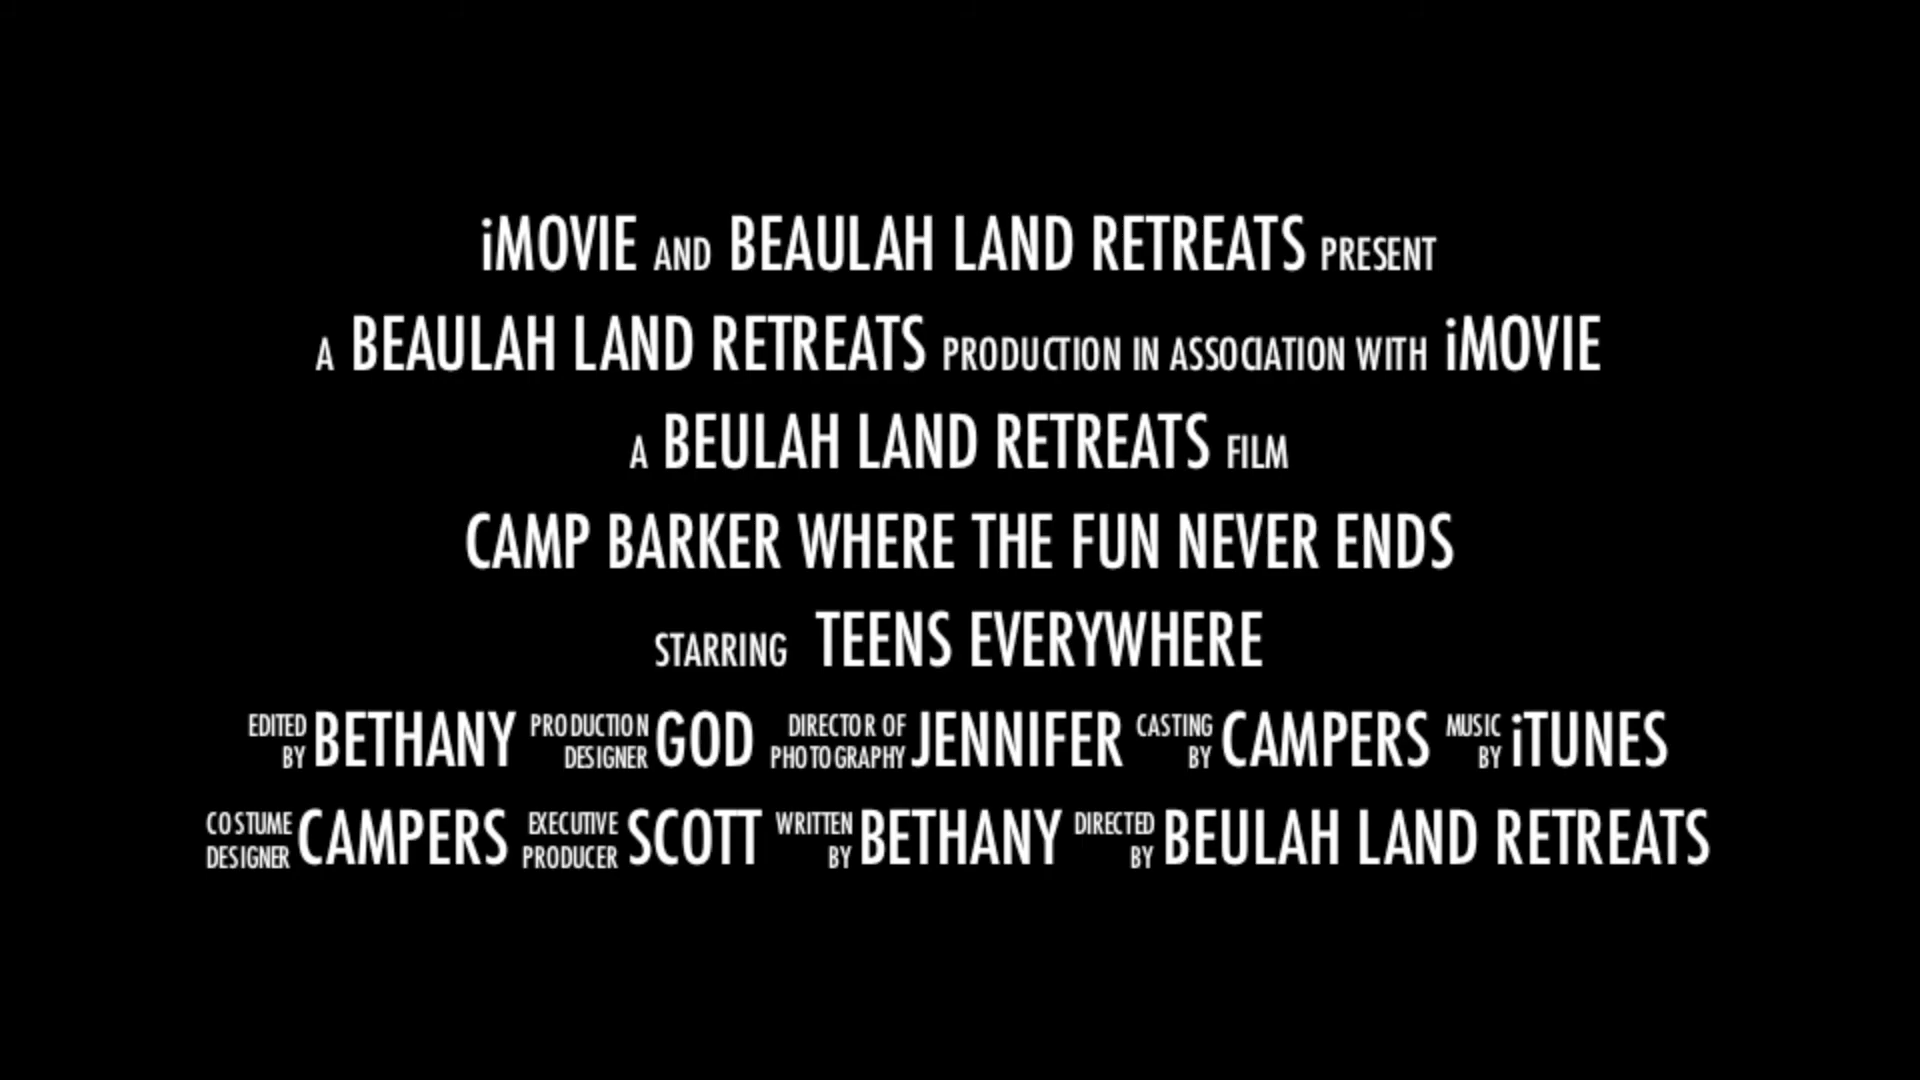 iMOVIE AND BEAULAH LAND RETREATS PRESENT
A BEAULAH LAND RETREATS PRODUCTION IN ASSOCIATION WITH iMOVIE
A BEULAH LAND RETREATS FILM
CAMP BARKER WHERE THE FUN NEVER ENDS
STARRING TEENS EVERYWHERE
EDITED BY BETHANY PRODUCTION DESIGNER GOD DIRECTOR OF PHOTOGRAPHY JENNIFER CASTING BY CAMPERS MUSIC BY iTUNES
COSTUME DESIGNER CAMPERS EXECUTIVE PRODUCER SCOTT WRITTEN BY BETHANY DIRECTED BY BEULAH LAND RETREATS